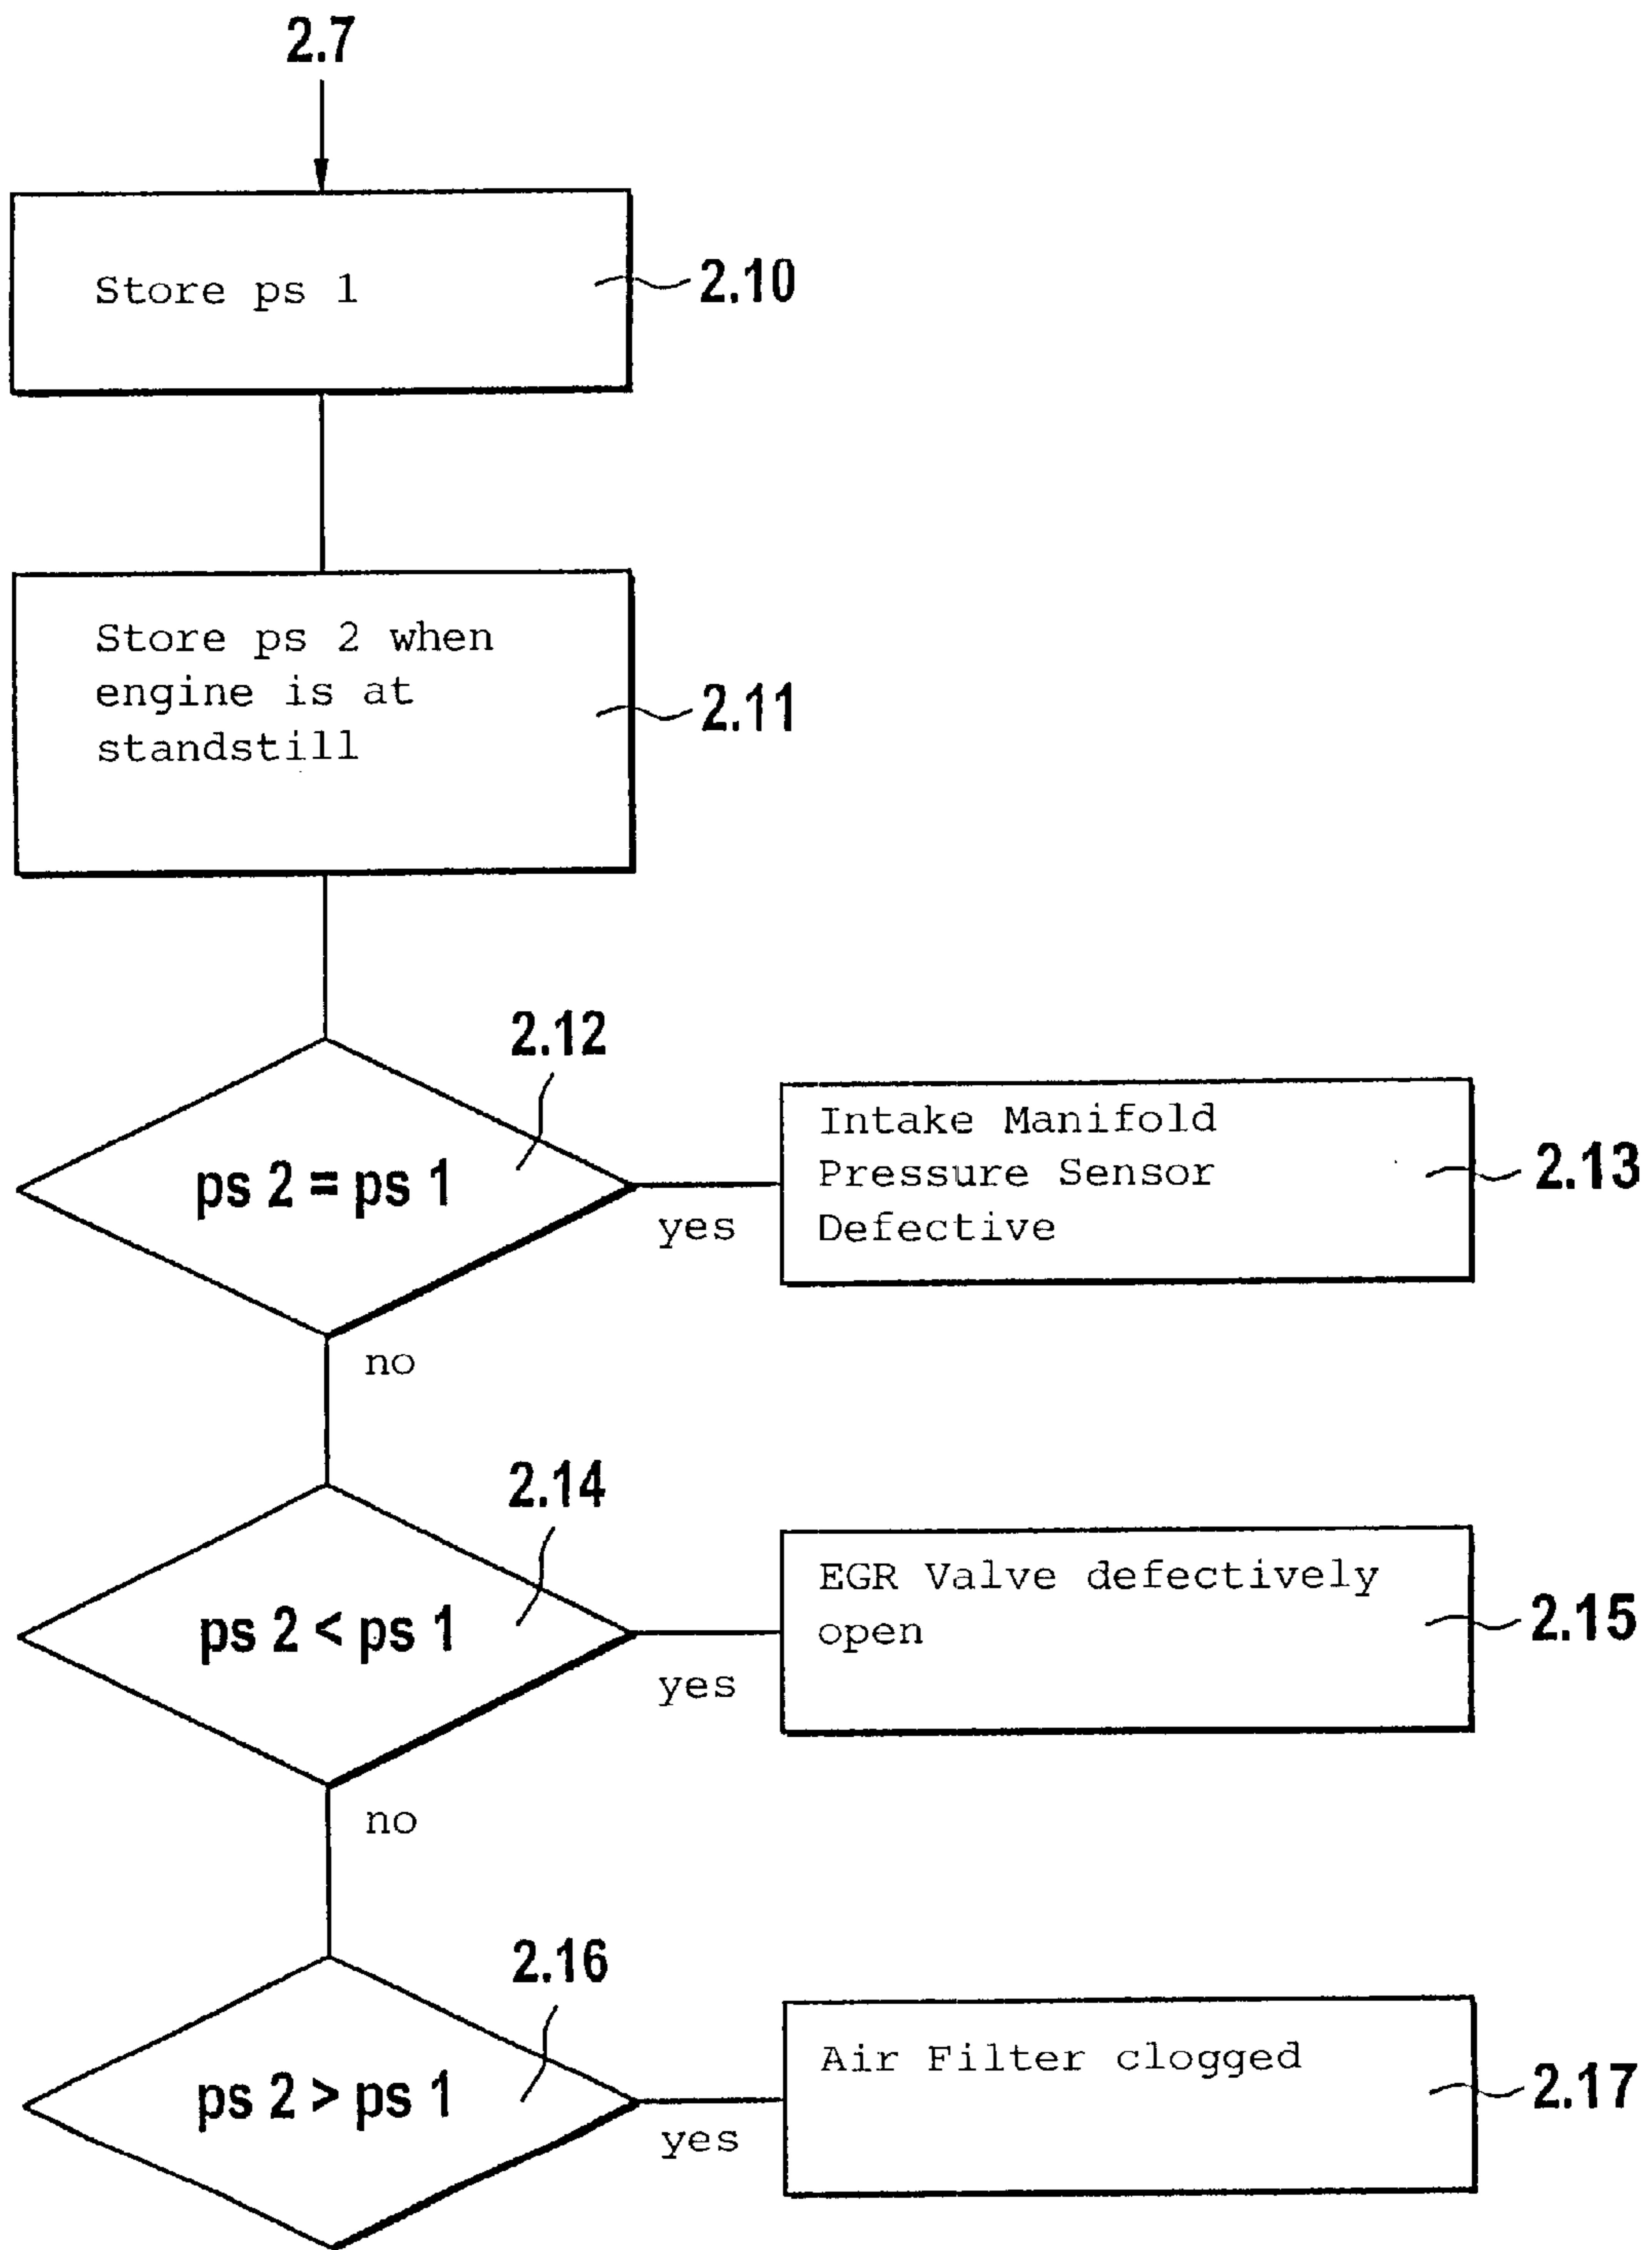 2.7
Store ps 1
2.10
Store ps 2 when
engine is at
standstill
2.11
2.12
ps 2 = ps 1
yes
no
Intake Manifold
Pressure Sensor
Defective
2.13
2.14
ps 2 < ps 1
yes
no
EGR Valve defectively
open
2.15
2.16
ps 2 > ps 1
yes
Air Filter clogged
2.17